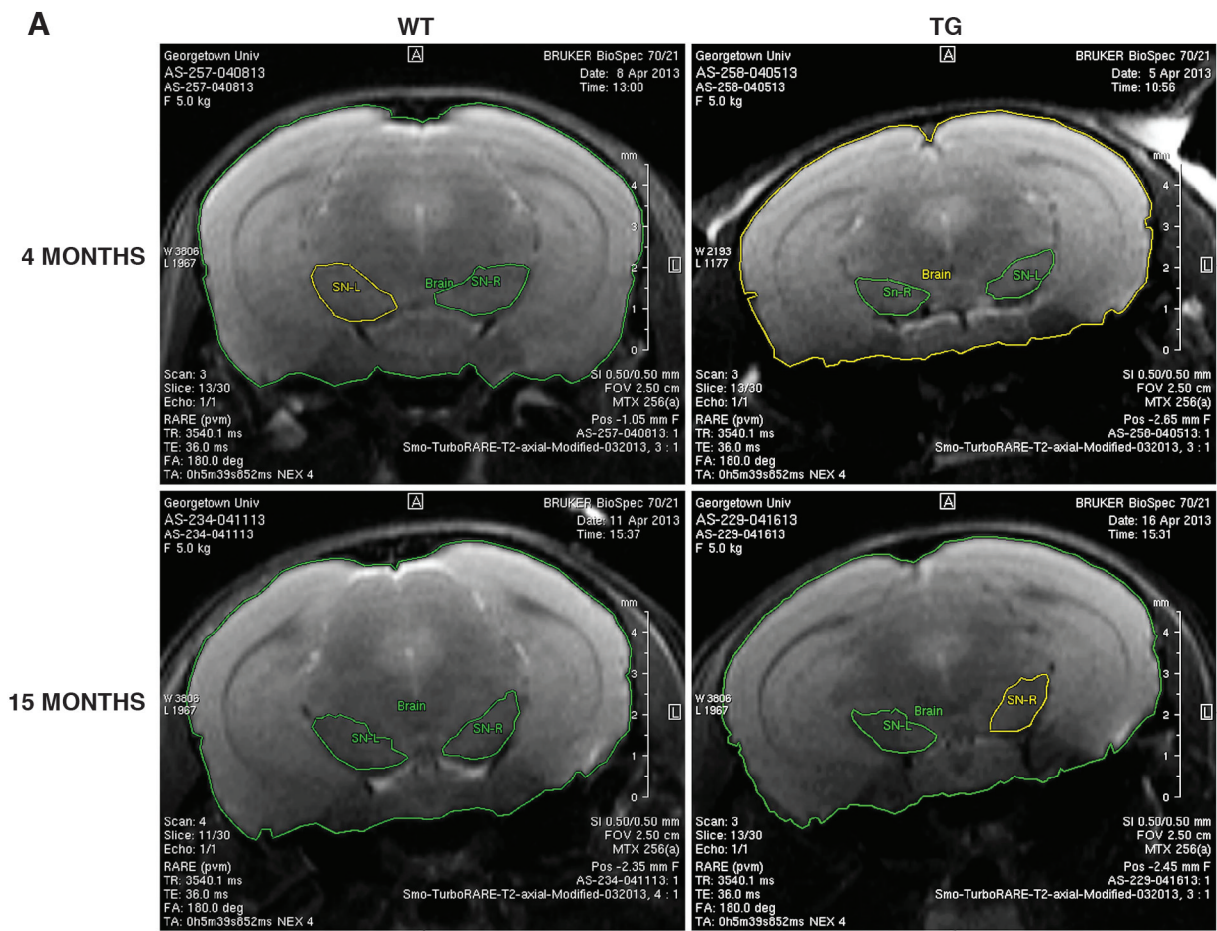 A
WT
TG
4 MONTHS
15 MONTHS
Georgetown Univ
AS-257-040813
AS-257-040813
F 5.0 kg
A
BRUKER BioSpec 70/21
Date: 8 Apr 2013
Time: 13:00
mm
4
3
2
1
0
W 3806
L 1967
L
SN-L
Brain
SN-R
Scan: 3
Slice: 13/30
Echo: 1/1
RARE (pvm)
TR: 3540.1 ms
TE: 36.0 ms
FA: 180.0 deg
TA: 0h5m39s852ms NEX 4
SI 0.50/0.50 mm
FOV 2.50 cm
MTX 256(a)
Pos -1.05 mm F
AS-257-040813: 1
Smo-TurboRARE-T2-axial-Modified-032013, 3 : 1
Georgetown Univ
AS-258-040513
AS-258-040513
F 5.0 kg
A
BRUKER BioSpec 70/21
Date: 5 Apr 2013
Time: 10:56
mm
4
3
2
1
0
W 2193
L 1177
L
Sn-R
Brain
SN-L
Scan: 3
Slice: 13/30
Echo: 1/1
RARE (pvm)
TR: 3540.1 ms
TE: 36.0 ms
FA: 180.0 deg
TA: 0h5m39s852ms NEX 4
SI 0.50/0.50 mm
FOV 2.50 cm
MTX 256(a)
Pos -2.65 mm F
AS-258-040513: 1
Smo-TurboRARE-T2-axial-Modified-032013, 3 : 1
Georgetown Univ
AS-234-041113
AS-234-041113
F 5.0 kg
A
BRUKER BioSpec 70/21
Date: 11 Apr 2013
Time: 15:37
mm
4
3
2
1
0
W 3806
L 1967
L
Brain
SN-L
SN-R
Scan: 4
Slice: 11/30
Echo: 1/1
RARE (pvm)
TR: 3540.1 ms
TE: 36.0 ms
FA: 180.0 deg
TA: 0h5m39s852ms NEX 4
SI 0.50/0.50 mm
FOV 2.50 cm
MTX 256(a)
Pos -2.35 mm F
AS-234-041113: 1
Smo-TurboRARE-T2-axial-Modified-032013, 4 : 1
Georgetown Univ
AS-229-041613
AS-229-041613
F 5.0 kg
A
BRUKER BioSpec 70/21
Date: 16 Apr 2013
Time: 15:31
mm
4
3
2
1
0
W 3806
L 1967
L
SN-R
Brain
SN-L
Scan: 3
Slice: 13/30
Echo: 1/1
RARE (pvm)
TR: 3540.1 ms
TE: 36.0 ms
FA: 180.0 deg
TA: 0h5m39s852ms NEX 4
SI 0.50/0.50 mm
FOV 2.50 cm
MTX 256(a)
Pos -2.45 mm F
AS-229-041613: 1
Smo-TurboRARE-T2-axial-Modified-032013, 3 : 1